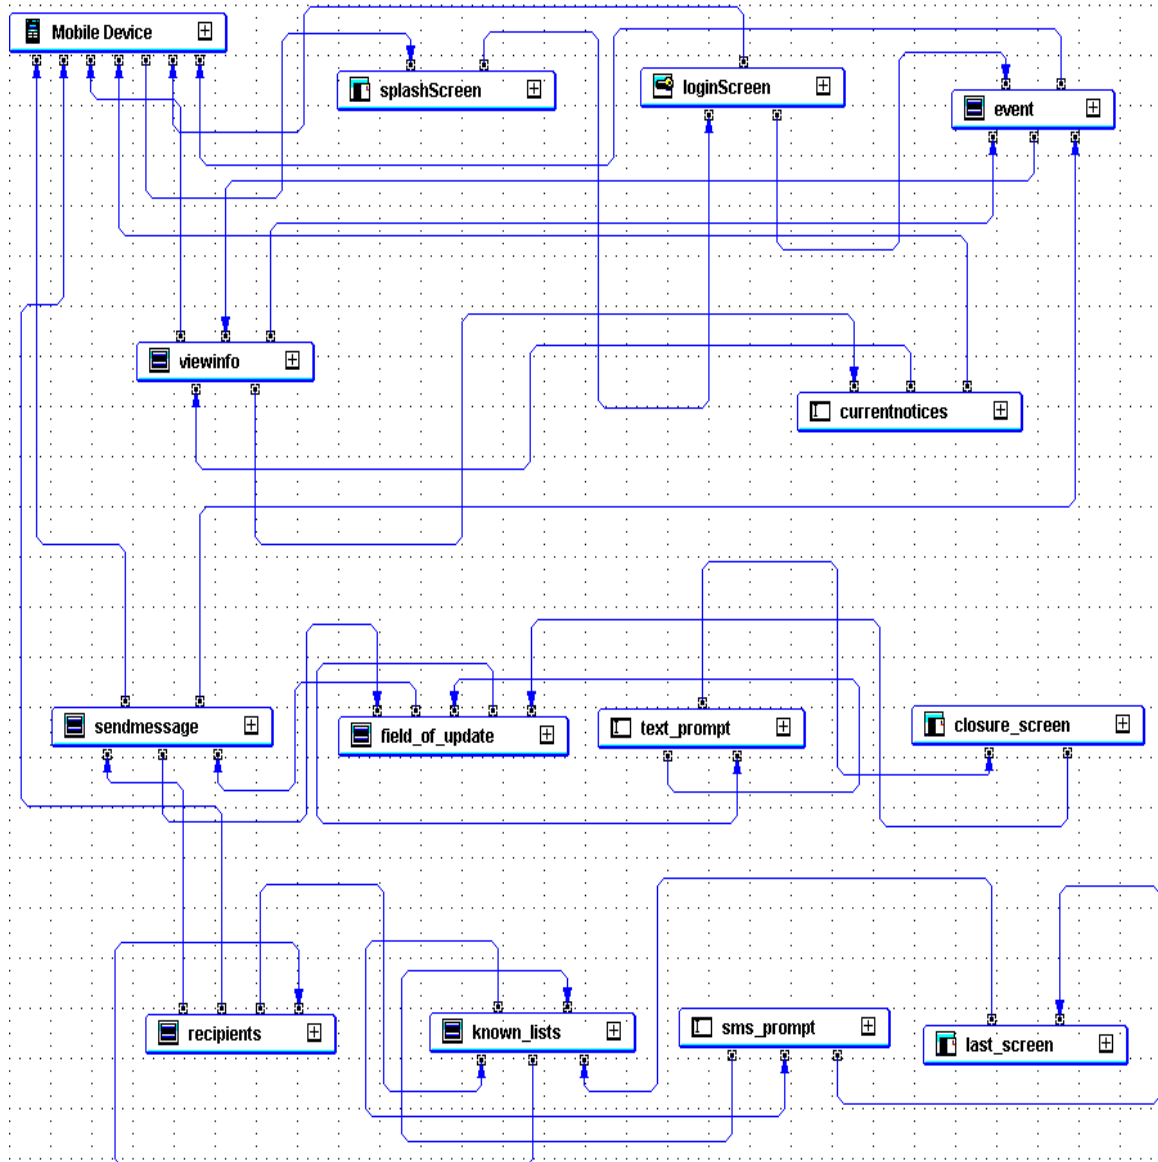 Mobile Device
splashScreen
loginScreen
event
viewinfo
currentnotices
sendmessage
field_of_update
text_prompt
closure_screen
recipients
known_lists
sms_prompt
last_screen